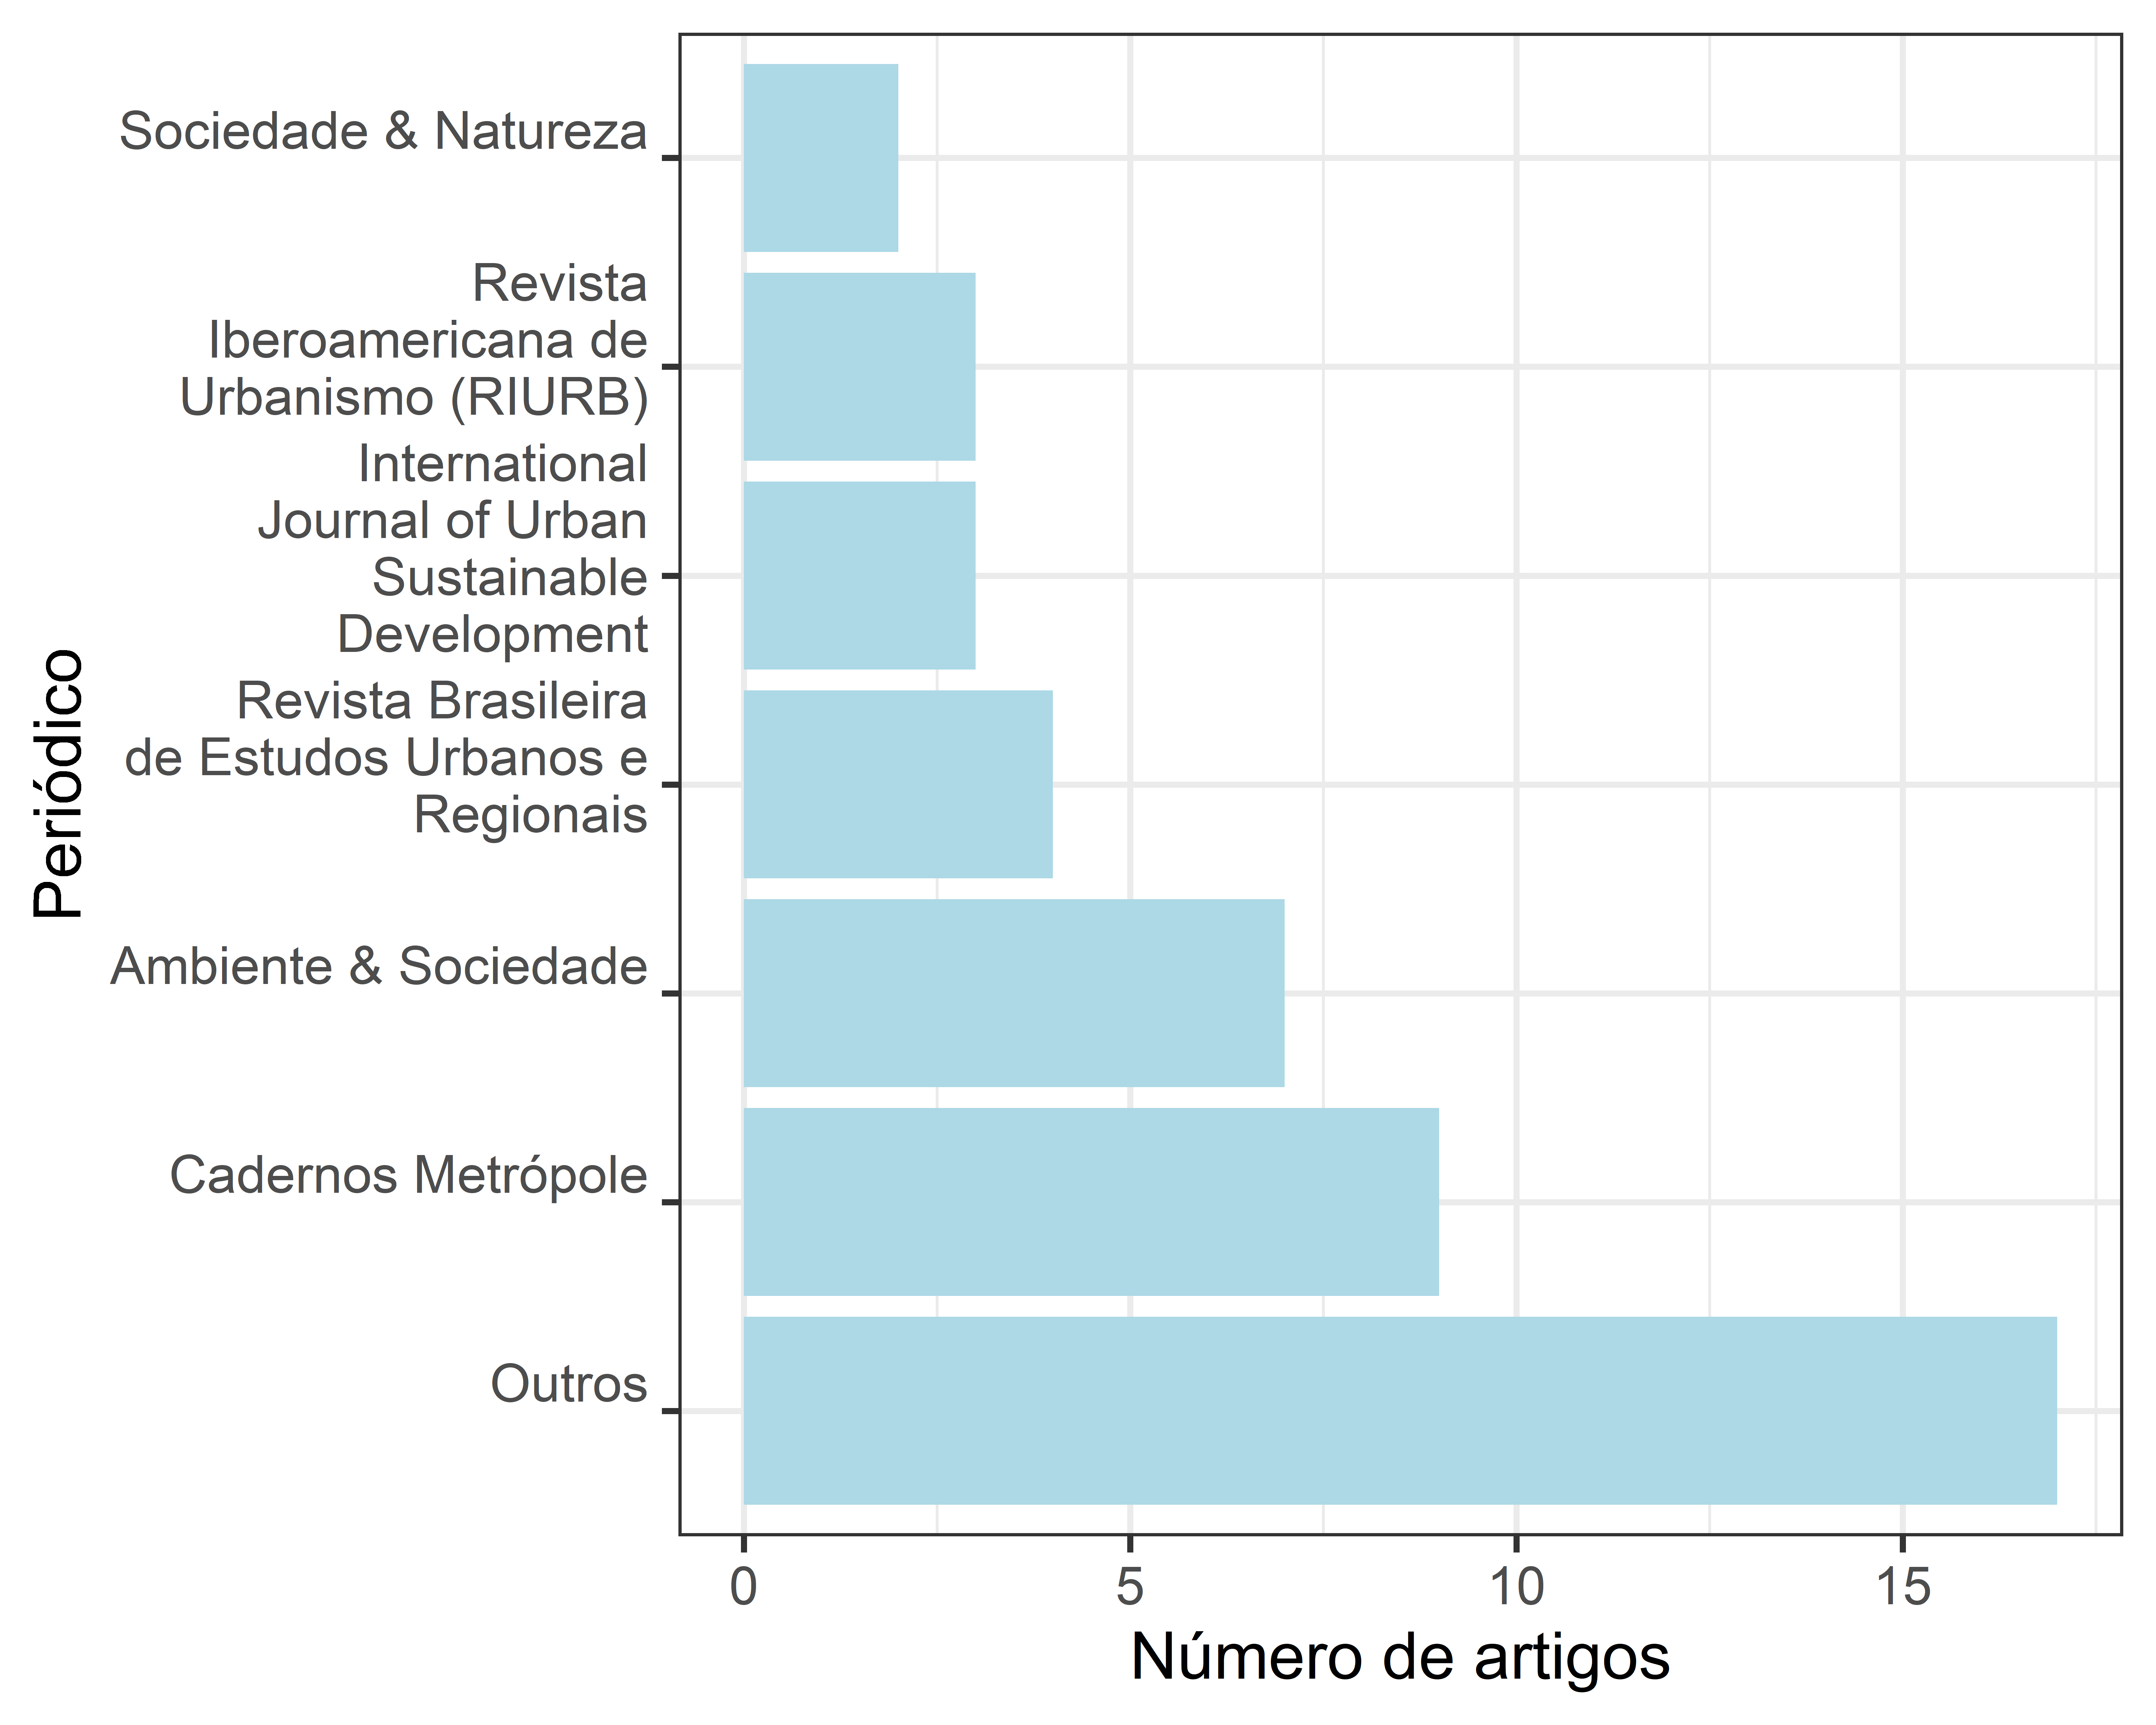 Sociedade & Natureza
Revista
Iberoamericana de
Urbanismo (RIURB)
International
Journal of Urban
Sustainable
Development
Revista Brasileira
de Estudos Urbanos e
Regionais
Ambiente & Sociedade
Cadernos Metrópole
Outros
Periódico
0
5
10
15
Número de artigos